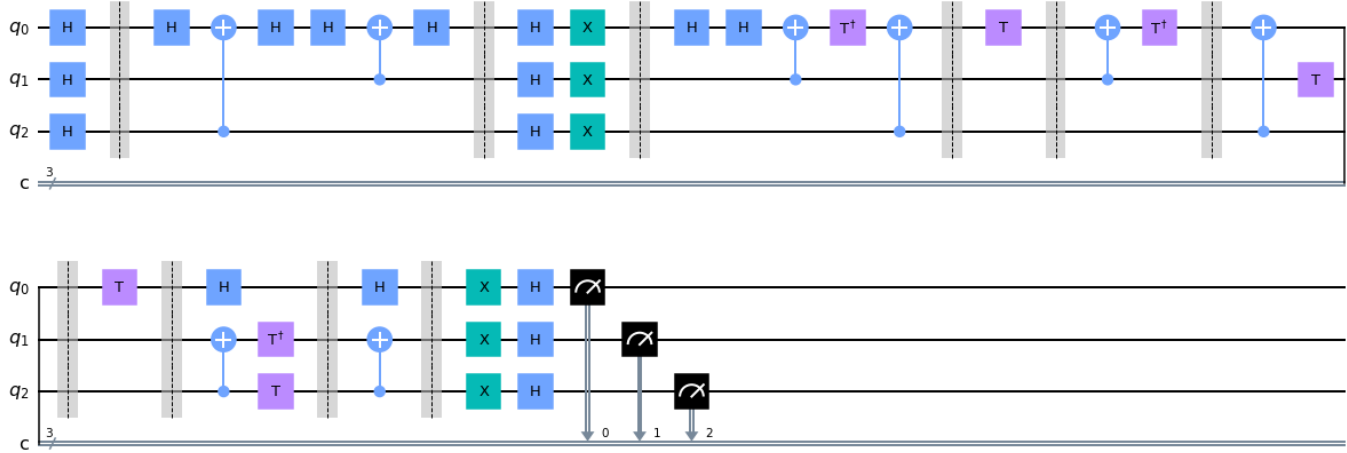 q₀ H H H H H H X H H T† T T†
q₁ H H X T
q₂ H H X
3
c
q₀ T H H X H
q₁ T† X H
q₂ T X H
3
c 0 1 2